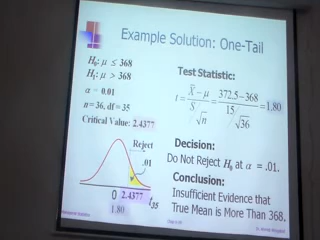 Example Solution: One-Tail
H₀: μ ≤ 368
H₁: μ > 368
α = 0.01
n = 36, df = 35
Critical Value: 2.4377
Reject
.01
0 2.4377 t₃₅
1.80
Test Statistic:
t = (X̄ − μ) / (S / √n) = (372.5 − 368) / (15 / √36) = 1.80
Decision:
Do Not Reject H₀ at α = .01.
Conclusion:
Insufficient Evidence that
True Mean is More Than 368.